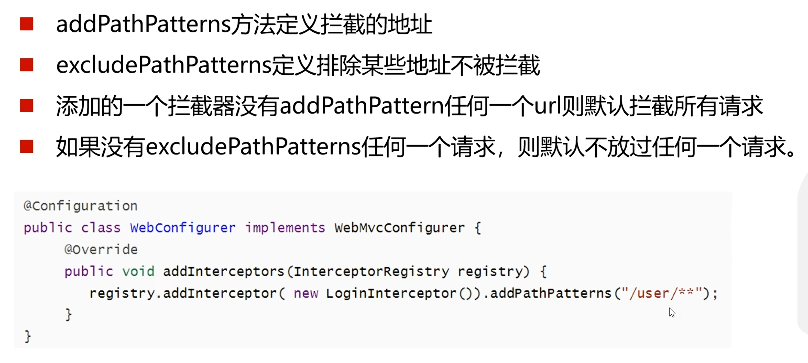 addPathPatterns方法定义拦截的地址
excludePathPatterns定义排除某些地址不被拦截
添加的一个拦截器没有addPathPattern任何一个url则默认拦截所有请求
如果没有excludePathPatterns任何一个请求，则默认不放过任何一个请求。
@Configuration
public class WebConfigurer implements WebMvcConfigurer {
@Override
public void addInterceptors(InterceptorRegistry registry) {
registry.addInterceptor( new LoginInterceptor()).addPathPatterns("/user/**");
}
}